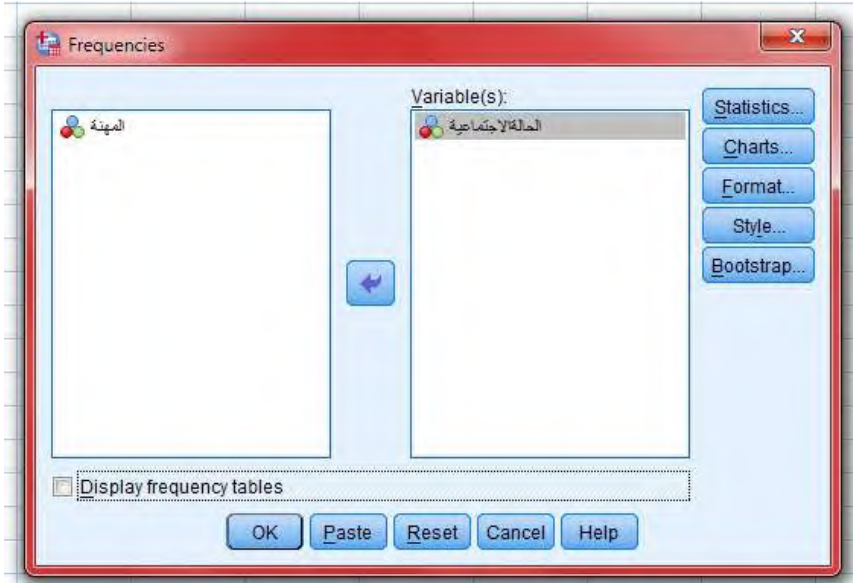 Frequencies
Variable(s):
المهنة
الحالةالاجتماعية
Statistics...
Charts...
Format...
Style...
Bootstrap...
Display frequency tables
OK
Paste
Reset
Cancel
Help